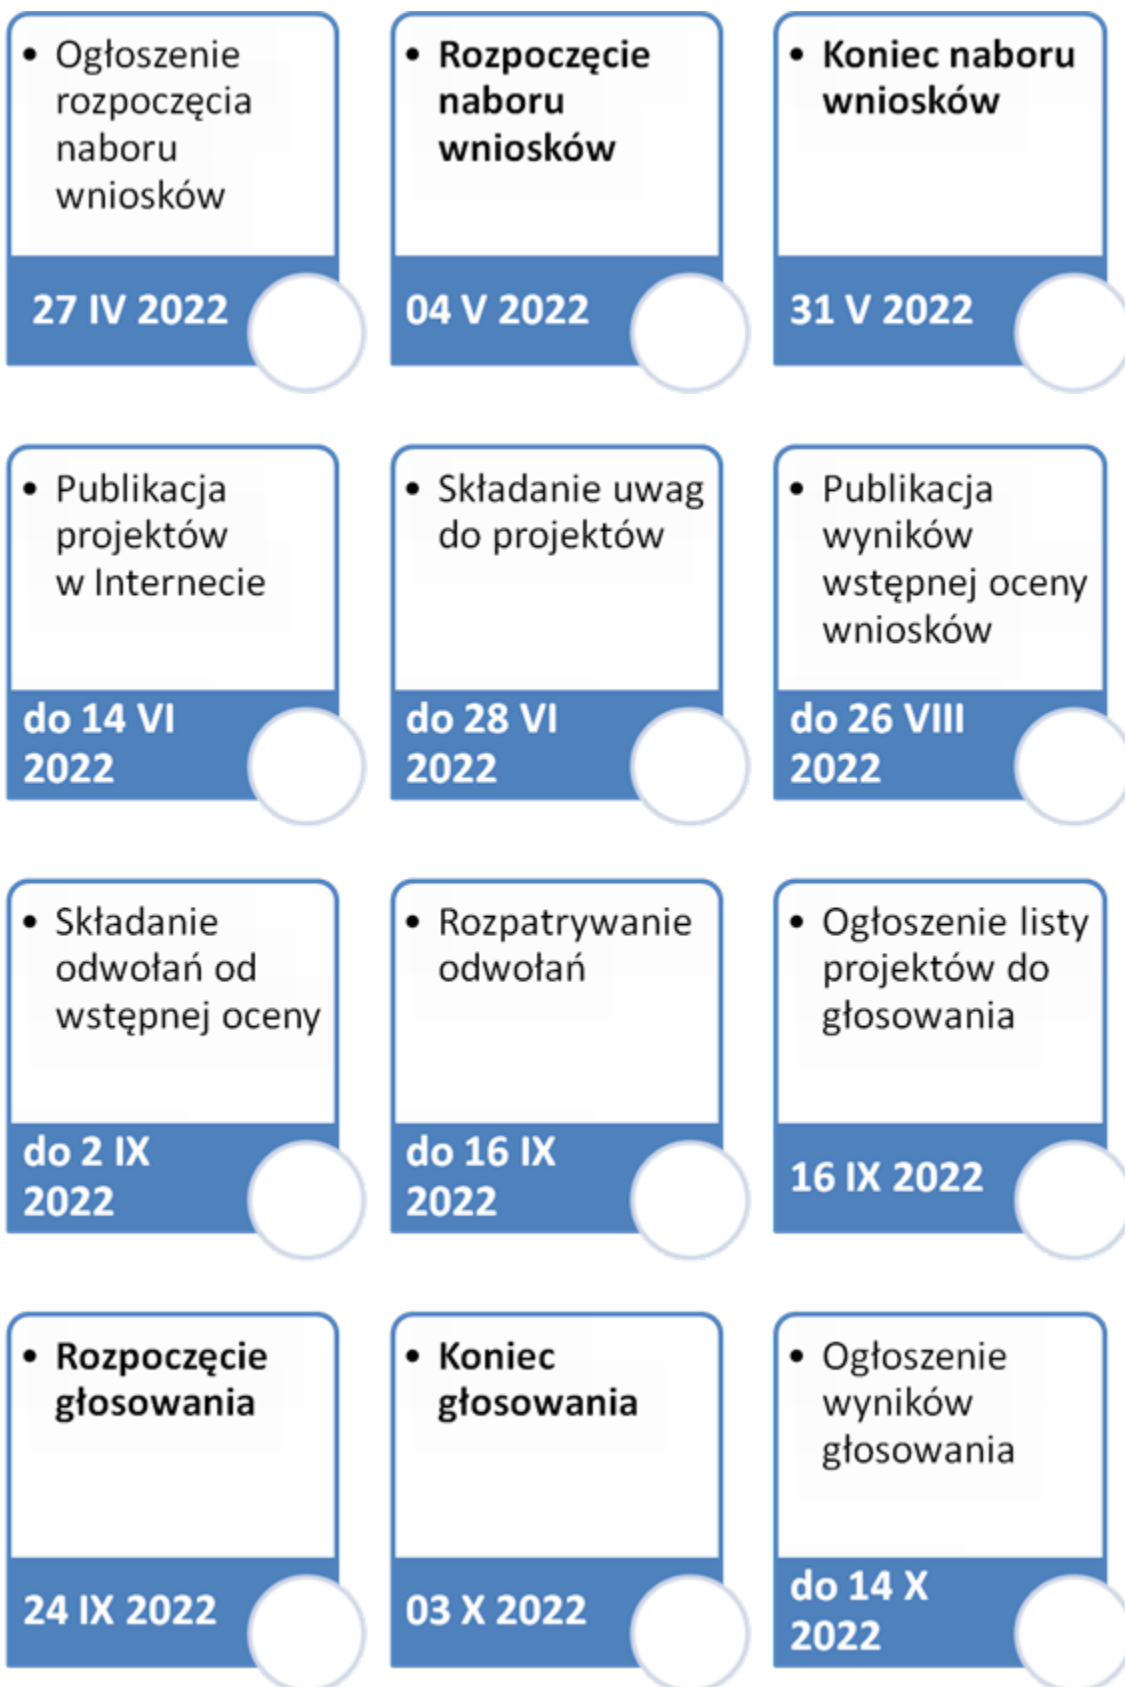 • Ogłoszenie
rozpoczęcia
naboru
wniosków
27 IV 2022
• Rozpoczęcie
naboru
wniosków
04 V 2022
• Koniec naboru
wniosków
31 V 2022
• Publikacja
projektów
w Internecie
do 14 VI
2022
• Składanie uwag
do projektów
do 28 VI
2022
• Publikacja
wyników
wstępnej oceny
wniosków
do 26 VIII
2022
• Składanie
odwołań od
wstępnej oceny
do 2 IX
2022
• Rozpatrywanie
odwołań
do 16 IX
2022
• Ogłoszenie listy
projektów do
głosowania
16 IX 2022
• Rozpoczęcie
głosowania
24 IX 2022
• Koniec
głosowania
03 X 2022
• Ogłoszenie
wyników
głosowania
do 14 X
2022